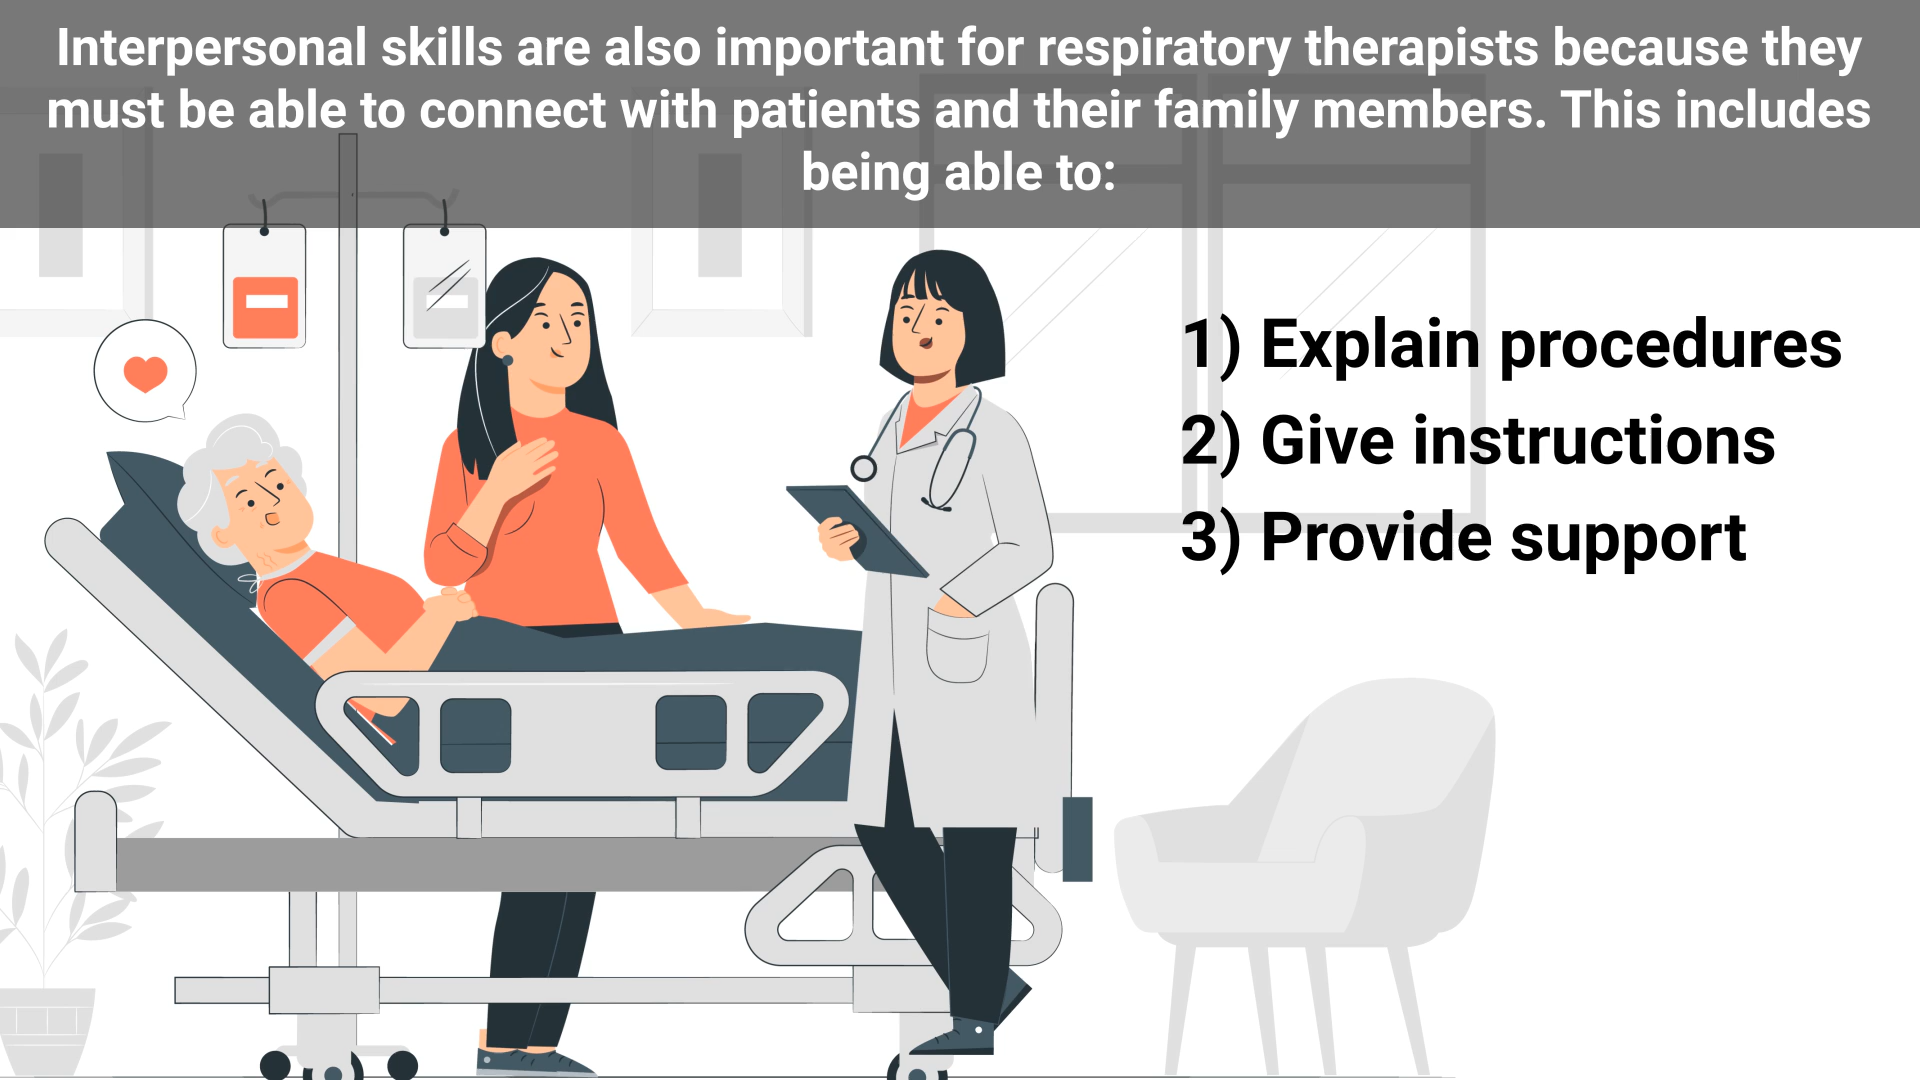 Interpersonal skills are also important for respiratory therapists because they
must be able to connect with patients and their family members. This includes
being able to:
1) Explain procedures
2) Give instructions
3) Provide support